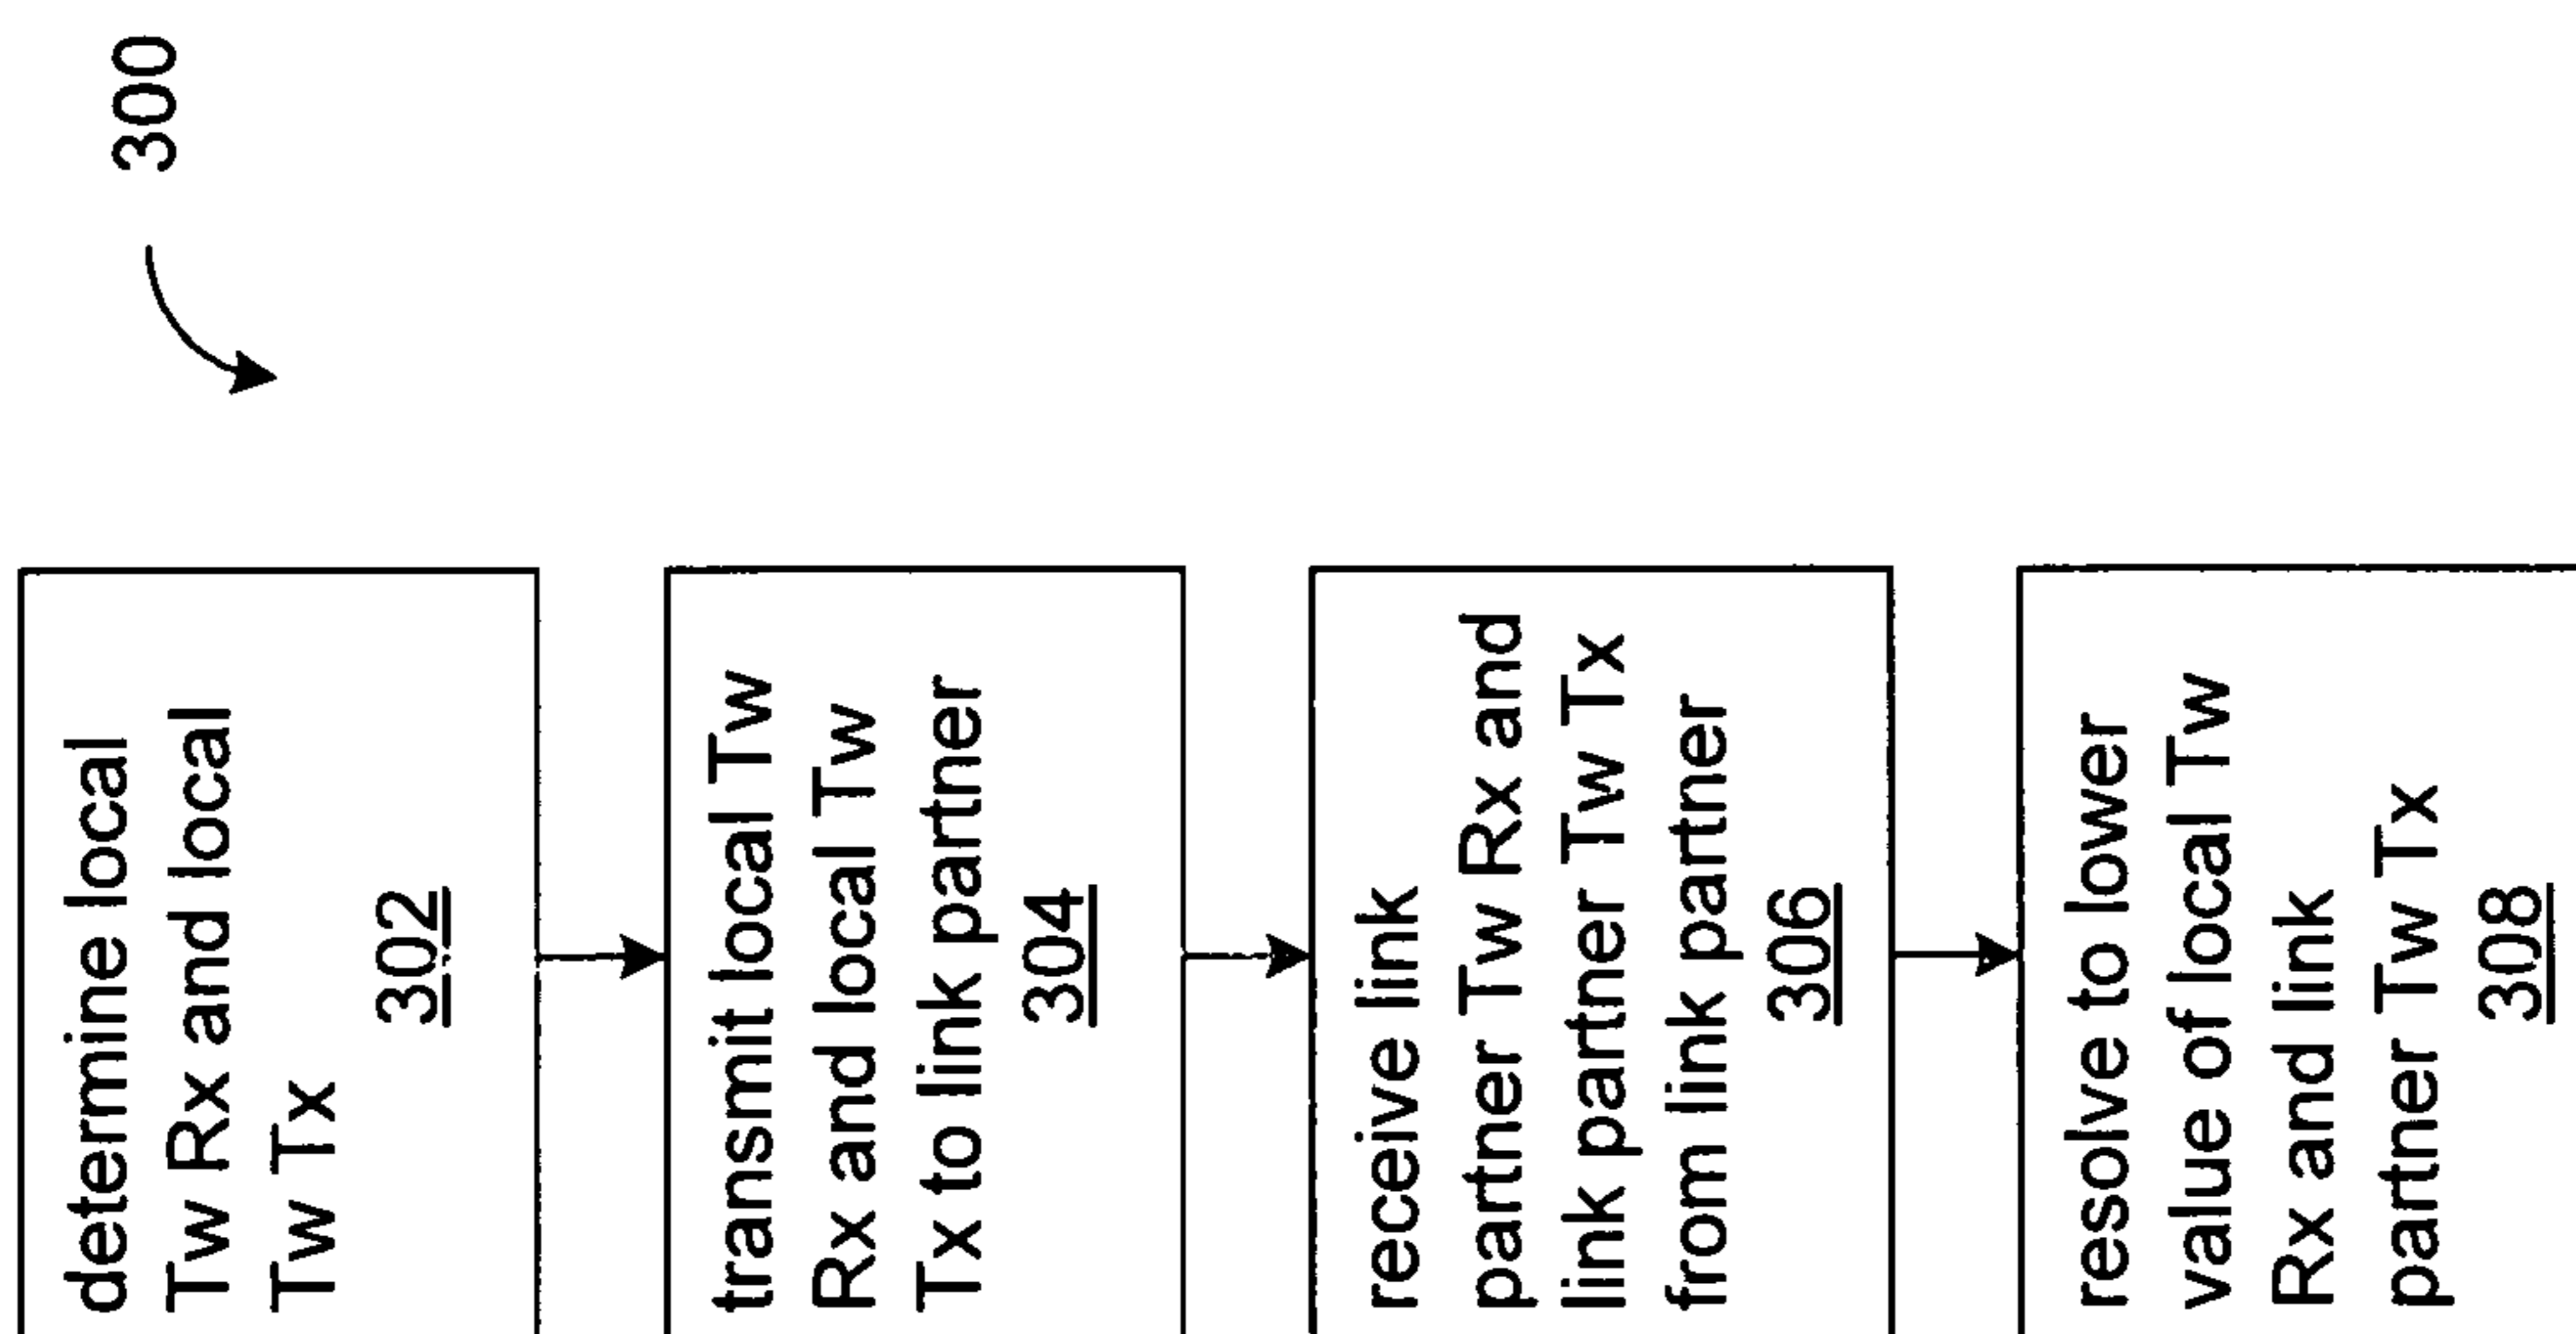 300
determine local
Tw Rx and local
Tw Tx
302
transmit local Tw
Rx and local Tw
Tx to link partner
304
receive link
partner Tw Rx and
link partner Tw Tx
from link partner
306
resolve to lower
value of local Tw
Rx and link
partner Tw Tx
308